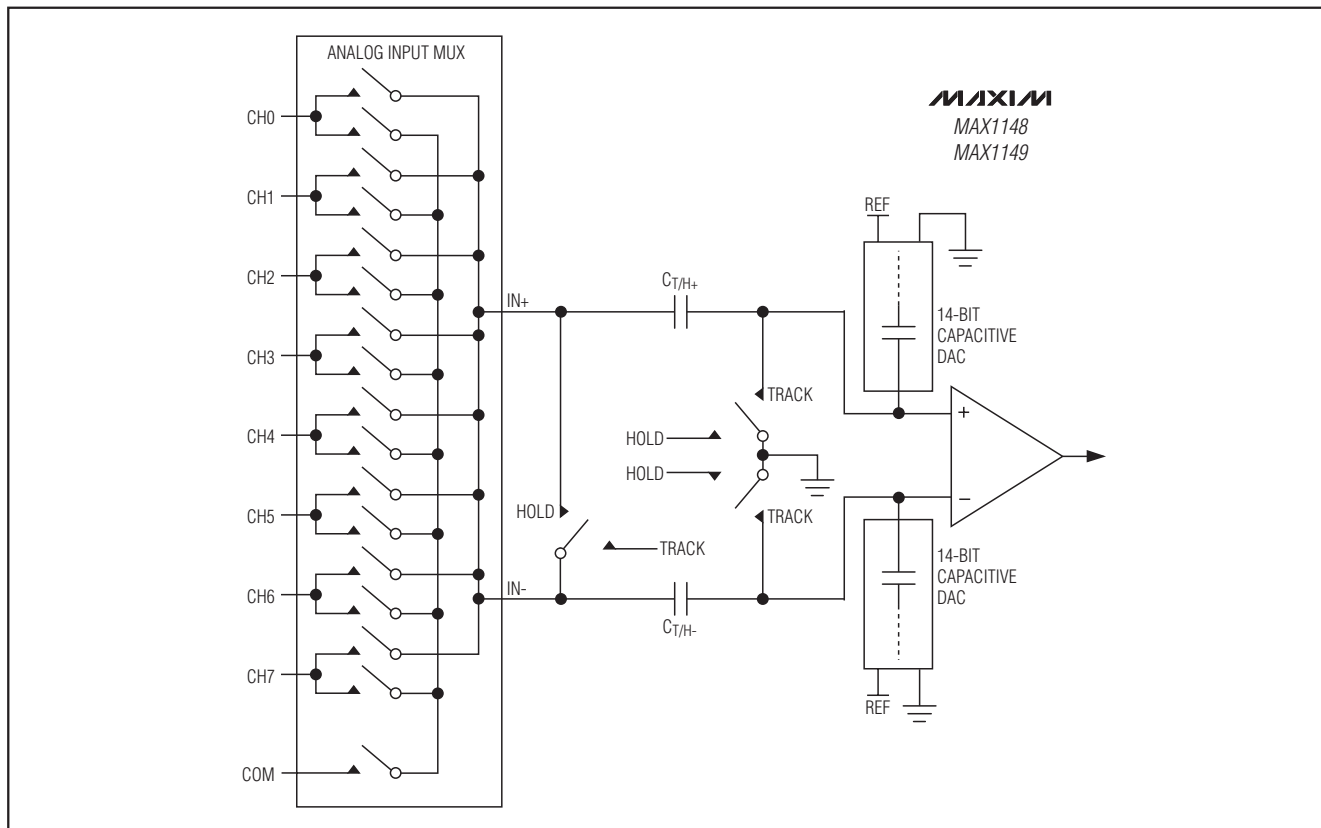 ANALOG INPUT MUX
CH0
CH1
CH2
CH3
CH4
CH5
CH6
CH7
COM
IN+
IN-
CT/H+
CT/H-
HOLD
TRACK
TRACK
HOLD
HOLD
TRACK
MAXIM
MAX1148
MAX1149
REF
14-BIT
CAPACITIVE
DAC
+
−
14-BIT
CAPACITIVE
DAC
REF